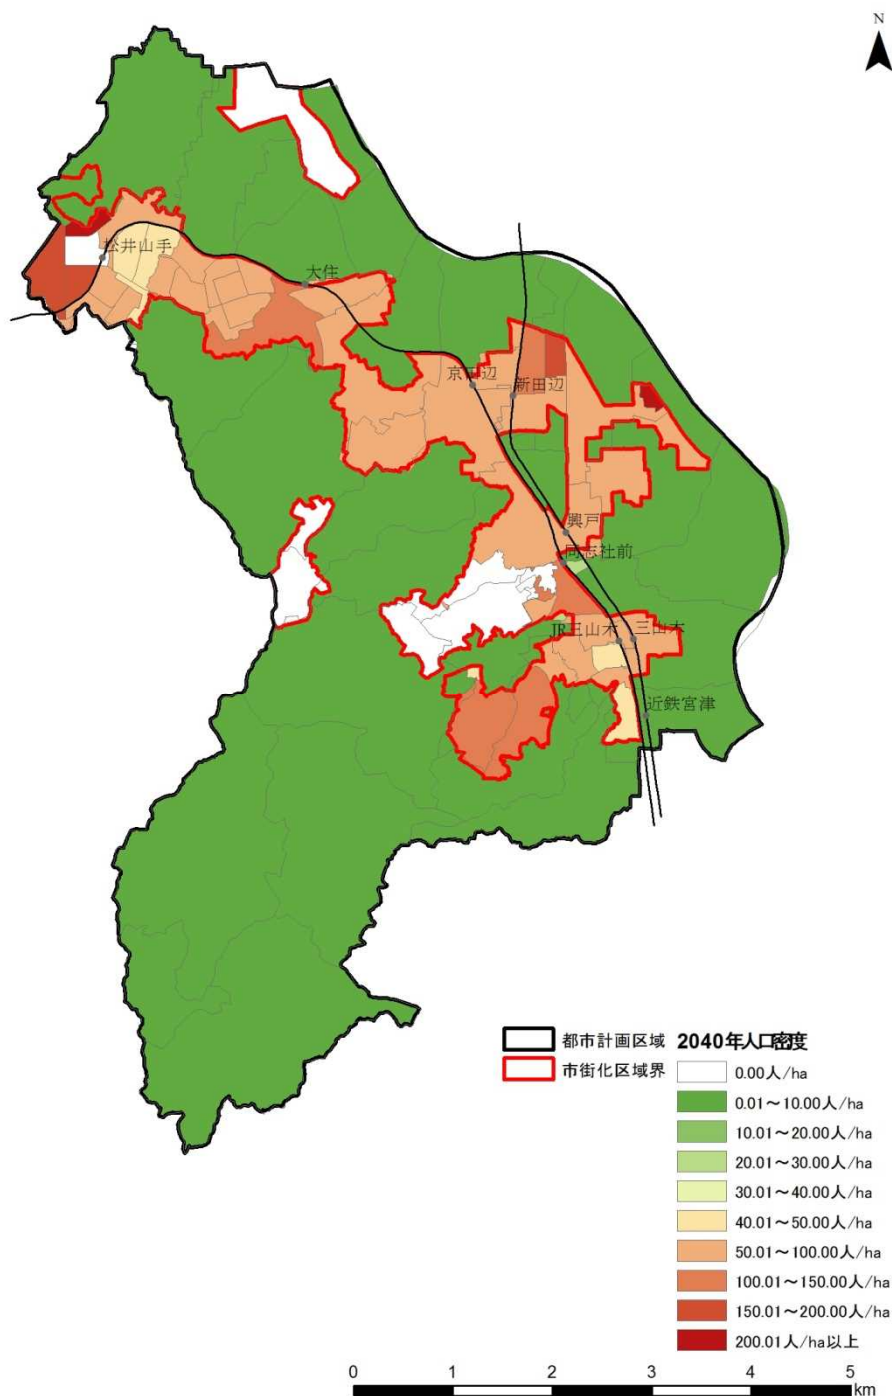 N
松井山手
大住
京田辺
新田辺
興戸
同志社前
JR三山木
三山木
近鉄宮津
都市計画区域
市街化区域界
2040年人口密度
0.00人/ha
0.01～10.00人/ha
10.01～20.00人/ha
20.01～30.00人/ha
30.01～40.00人/ha
40.01～50.00人/ha
50.01～100.00人/ha
100.01～150.00人/ha
150.01～200.00人/ha
200.01人/ha以上
0 1 2 3 4 5
km